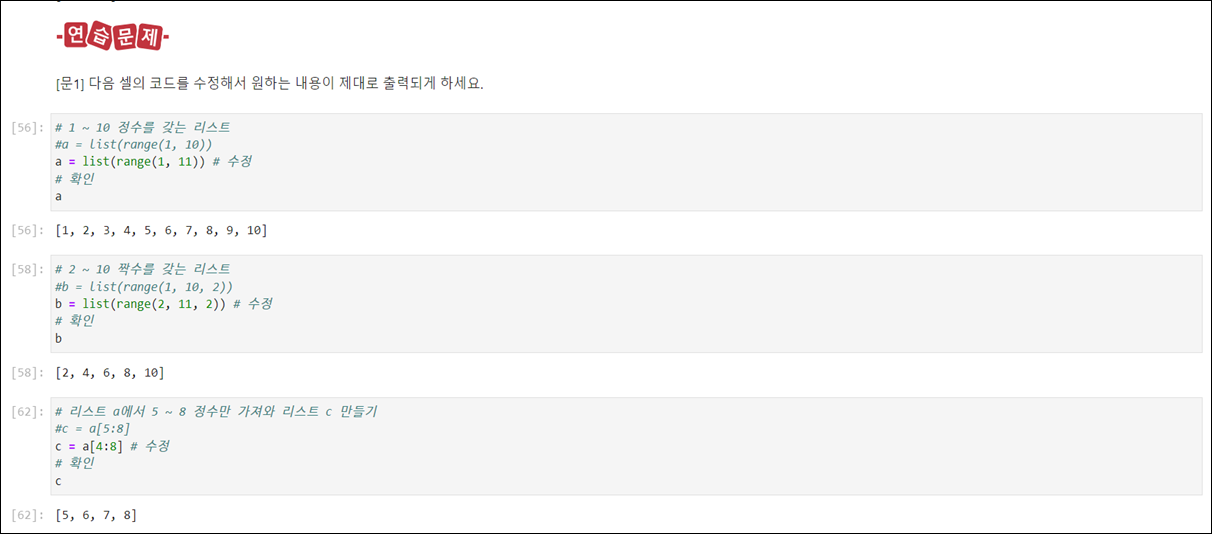 -연습문제-
[문1] 다음 셀의 코드를 수정해서 원하는 내용이 제대로 출력되게 하세요.
[56]: # 1 ~ 10 정수를 갖는 리스트
#a = list(range(1, 10))
a = list(range(1, 11)) # 수정
# 확인
a
[56]: [1, 2, 3, 4, 5, 6, 7, 8, 9, 10]
[58]: # 2 ~ 10 짝수를 갖는 리스트
#b = list(range(1, 10, 2))
b = list(range(2, 11, 2)) # 수정
# 확인
b
[58]: [2, 4, 6, 8, 10]
[62]: # 리스트 a에서 5 ~ 8 정수만 가져와 리스트 c 만들기
#c = a[5:8]
c = a[4:8] # 수정
# 확인
c
[62]: [5, 6, 7, 8]